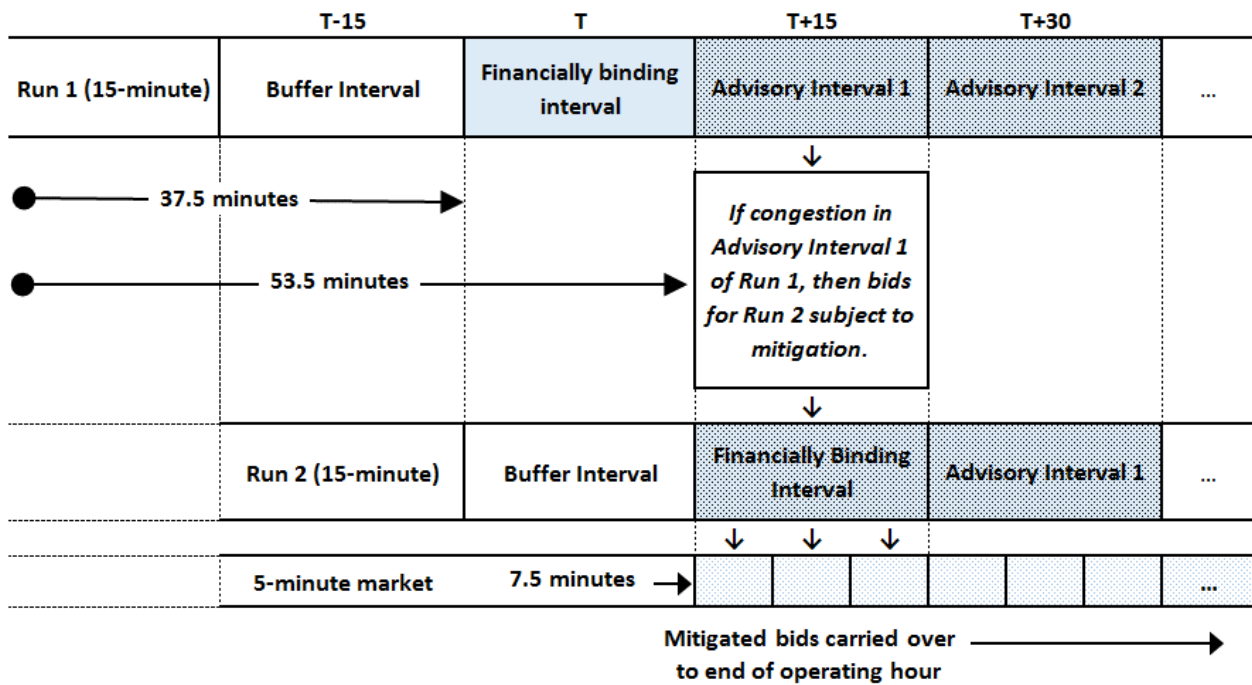 T-15 T T+15 T+30
Run 1 (15-minute) Buffer Interval Financially binding interval Advisory Interval 1 Advisory Interval 2 ...
37.5 minutes
53.5 minutes
If congestion in
Advisory Interval 1
of Run 1, then bids
for Run 2 subject to
mitigation.
Run 2 (15-minute) Buffer Interval Financially Binding Interval Advisory Interval 1 ...
5-minute market 7.5 minutes ...
Mitigated bids carried over
to end of operating hour